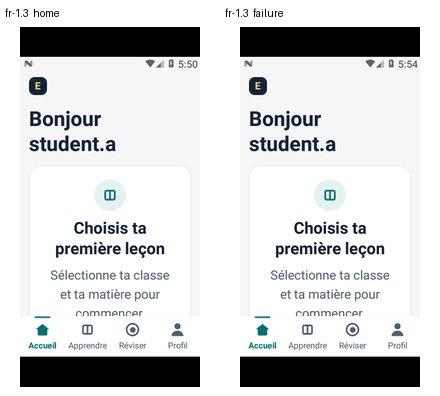 fr-1.3 home
fr-1.3 failure
5:50
E
Bonjour
student.a
Choisis ta
première leçon
Sélectionne ta classe
et ta matière pour
commencer
Accueil
Apprendre
Réviser
Profil
5:54
E
Bonjour
student.a
Choisis ta
première leçon
Sélectionne ta classe
et ta matière pour
commencer
Accueil
Apprendre
Réviser
Profil